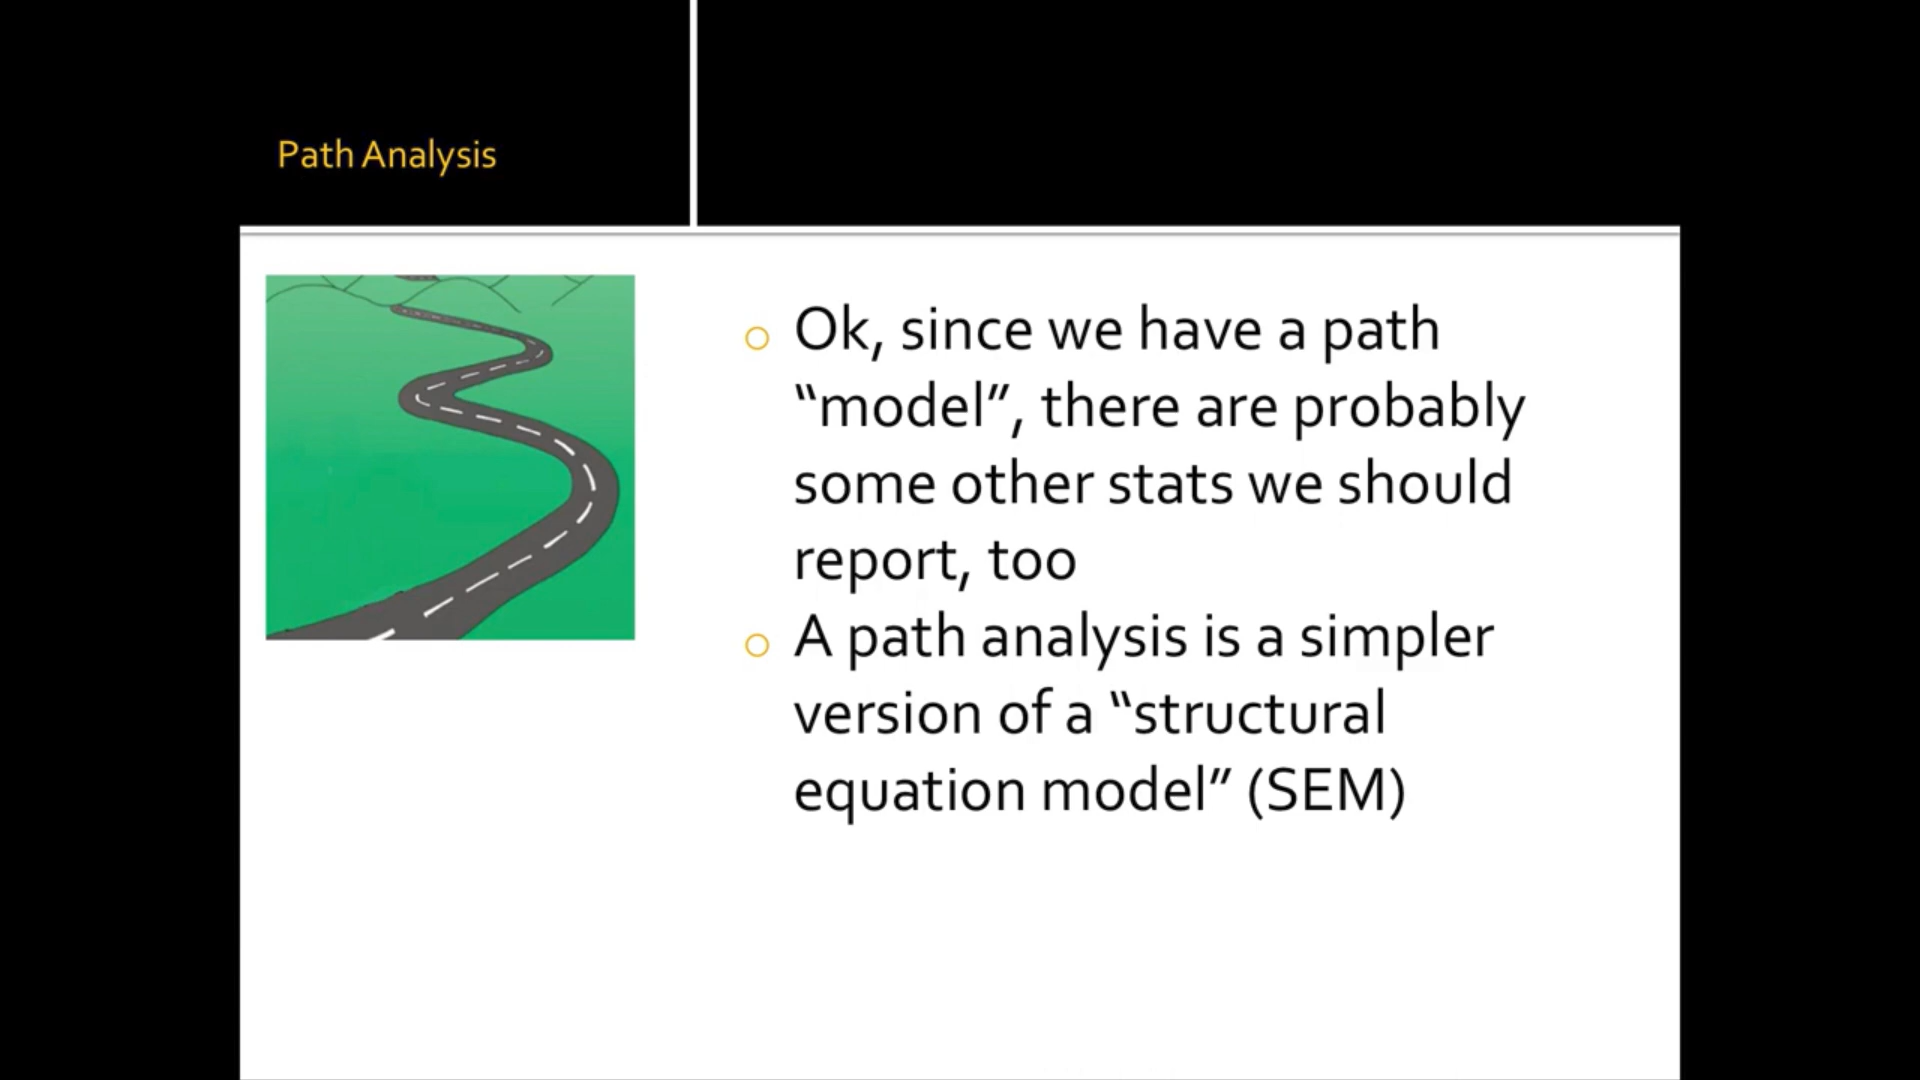 Path Analysis
Ok, since we have a path
“model”, there are probably
some other stats we should
report, too
A path analysis is a simpler
version of a “structural
equation model” (SEM)